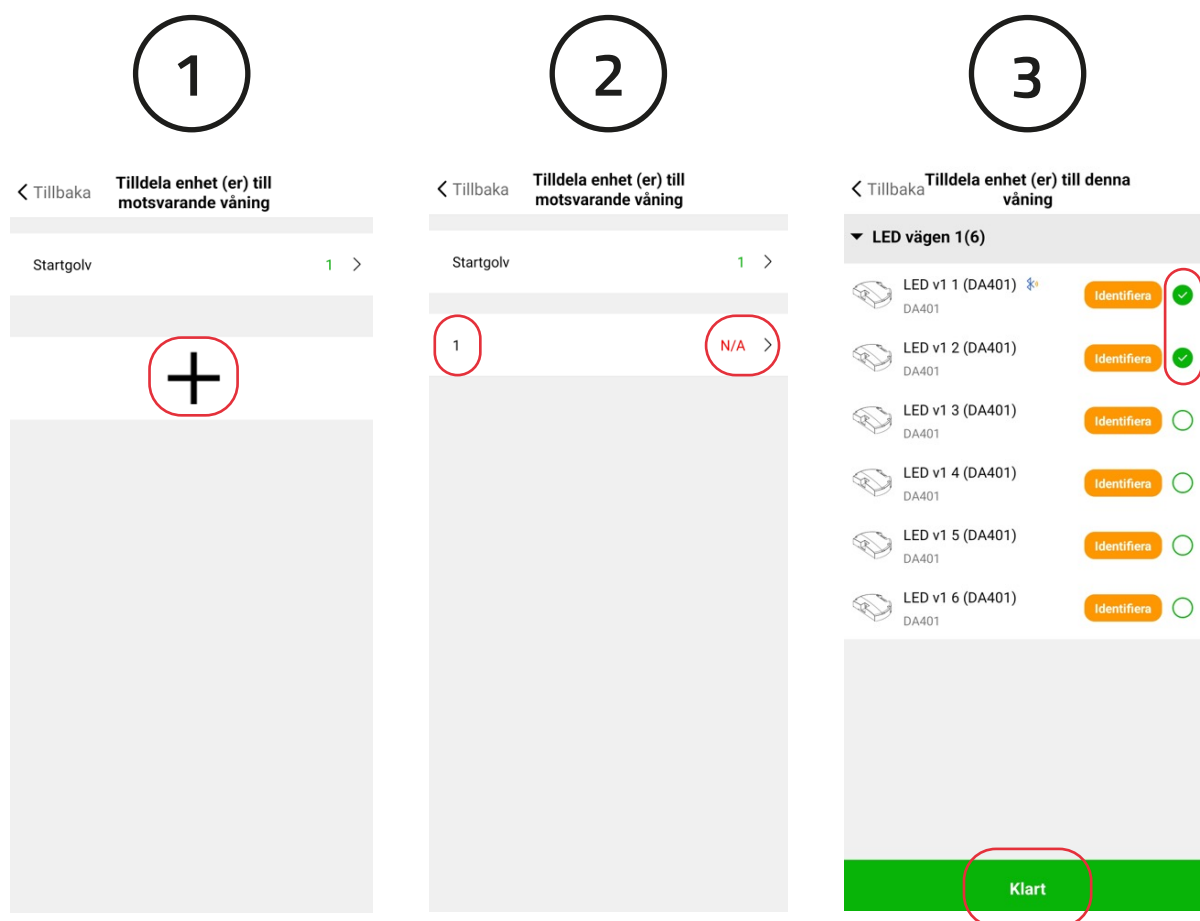 1
Tillbaka
Tilldela enhet (er) till
motsvarande våning
Startgolv 1
2
Tillbaka
Tilldela enhet (er) till
motsvarande våning
Startgolv 1
1 N/A
3
Tillbaka
Tilldela enhet (er) till denna
våning
LED vägen 1(6)
LED v1 1 (DA401)
DA401
Identifiera
LED v1 2 (DA401)
DA401
Identifiera
LED v1 3 (DA401)
DA401
Identifiera
LED v1 4 (DA401)
DA401
Identifiera
LED v1 5 (DA401)
DA401
Identifiera
LED v1 6 (DA401)
DA401
Identifiera
Klart